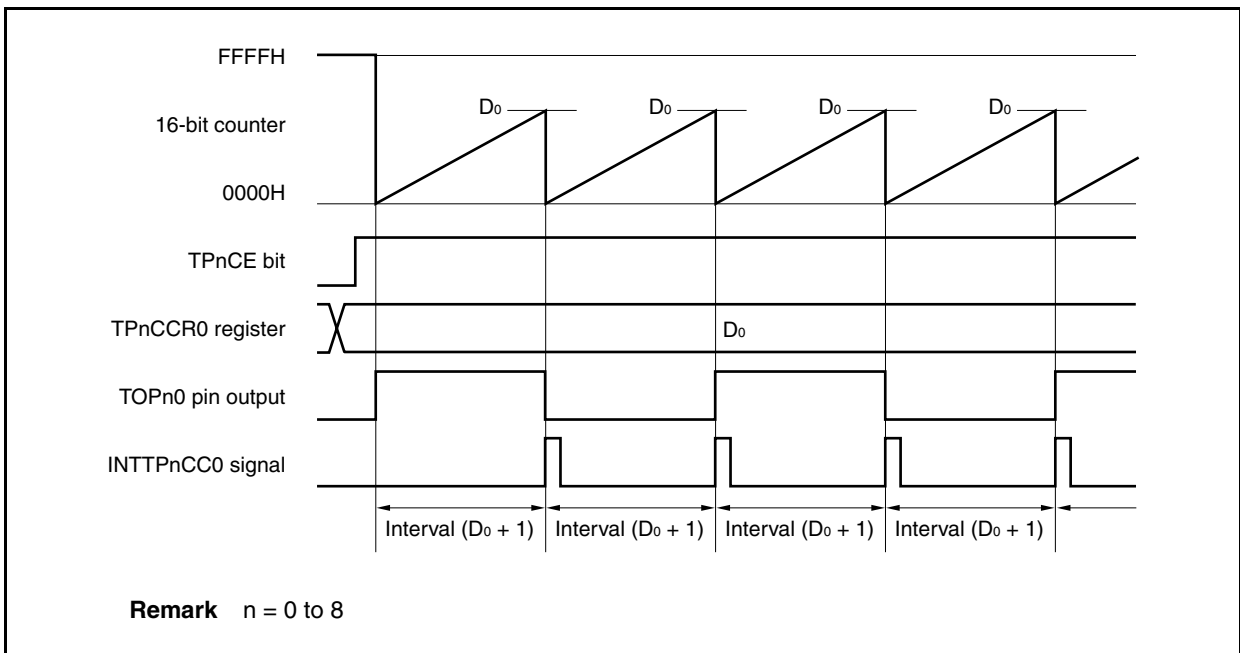 FFFFH
D0 D0 D0 D0
16-bit counter
0000H
TPnCE bit
TPnCCR0 register D0
TOPn0 pin output
INTTPnCC0 signal
Interval (D0 + 1) Interval (D0 + 1) Interval (D0 + 1) Interval (D0 + 1)
Remark n = 0 to 8